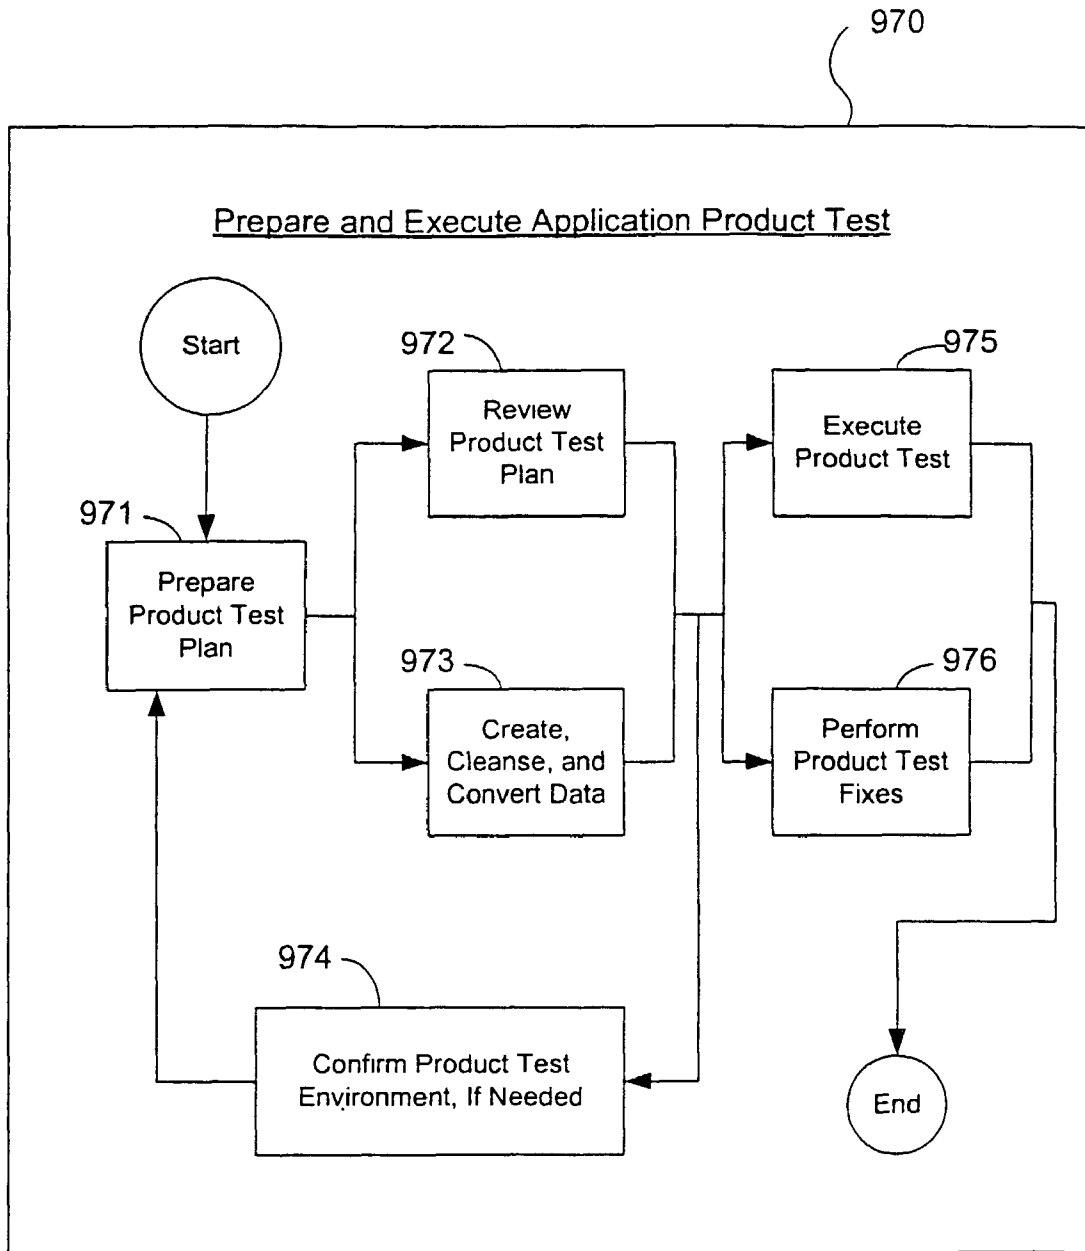 970
Prepare and Execute Application Product Test
Start
972
975
Review
Product Test
Plan
Execute
Product Test
971
Prepare
Product Test
Plan
973
976
Create,
Cleanse, and
Convert Data
Perform
Product Test
Fixes
974
Confirm Product Test
Environment, If Needed
End